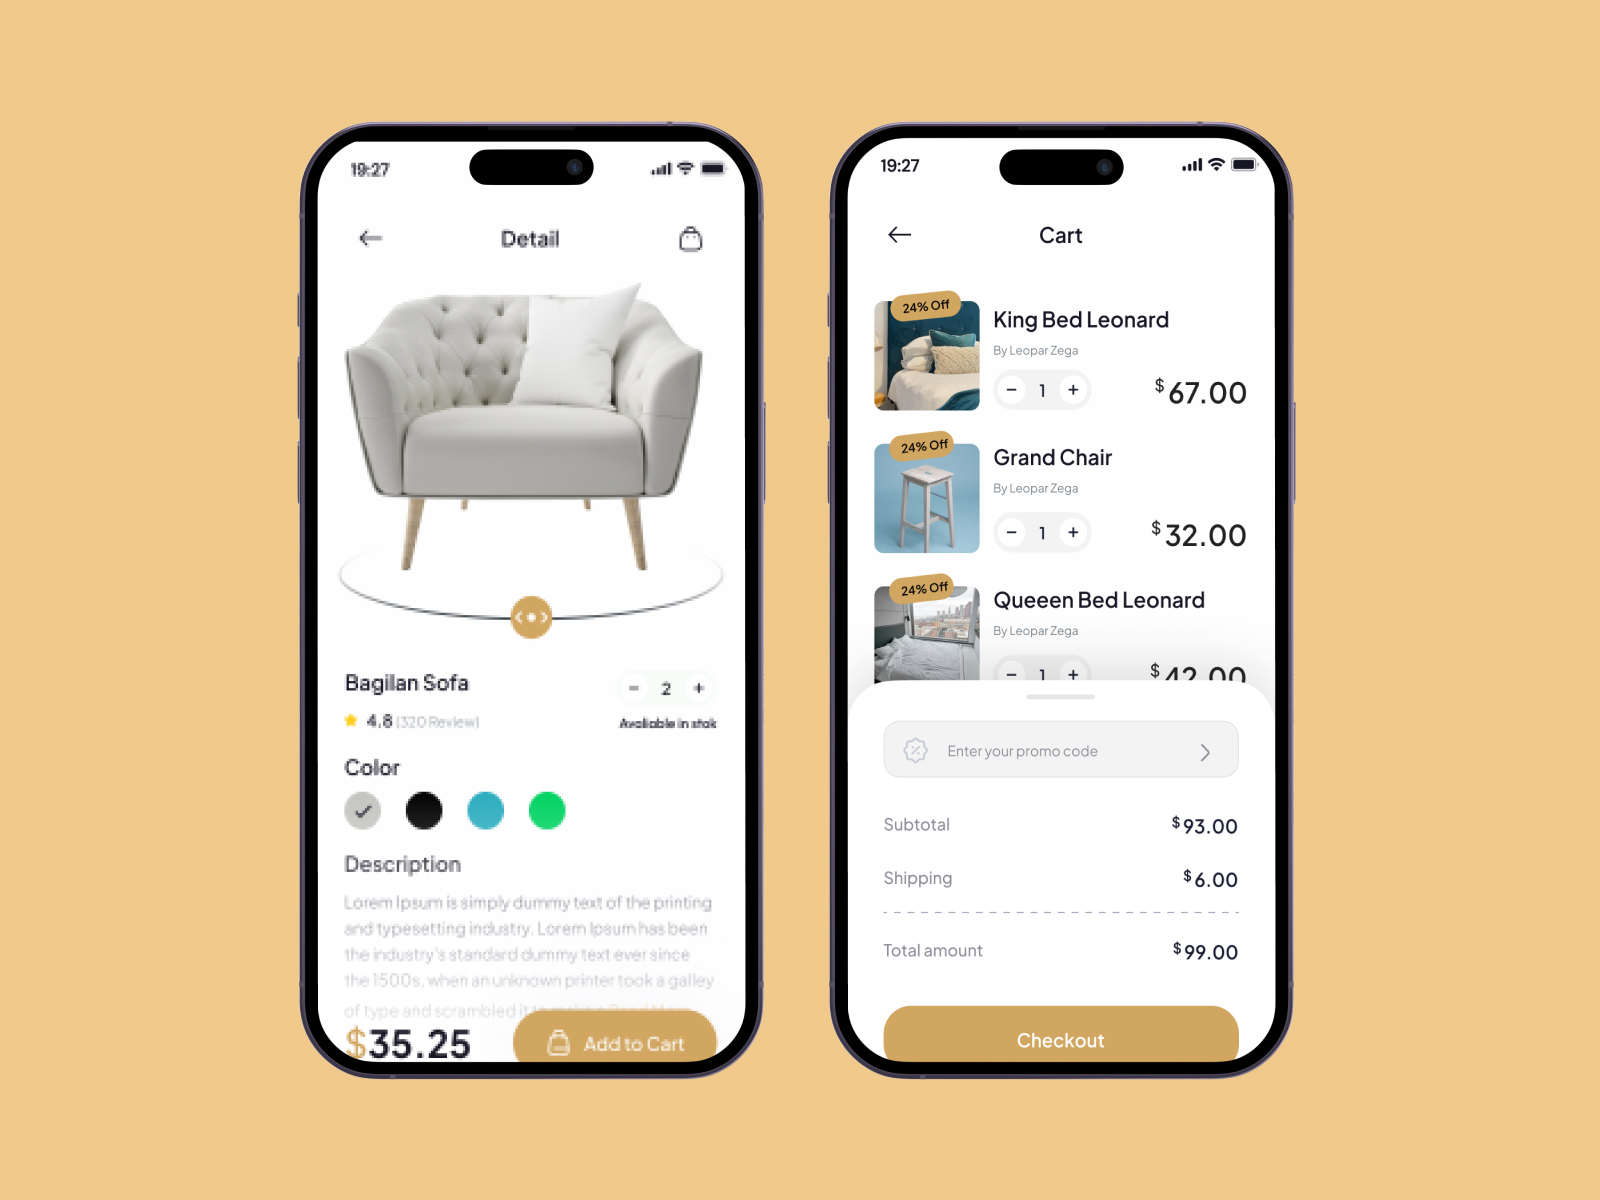 19:27
Detail
Bagilan Sofa
2
4.8 (320 Review)
Avaliable in stok
Color
Description
Lorem Ipsum is simply dummy text of the printing
and typesetting industry. Lorem Ipsum has been
the industry's standard dummy text ever since
the 1500s, when an unknown printer took a galley
of type and scrambled it to make a Read More
$35.25
Add to Cart
19:27
Cart
24% Off
King Bed Leonard
By Leopar Zega
1
$67.00
24% Off
Grand Chair
By Leopar Zega
1
$32.00
24% Off
Queeen Bed Leonard
By Leopar Zega
1
$42.00
Enter your promo code
Subtotal
$93.00
Shipping
$6.00
Total amount
$99.00
Checkout